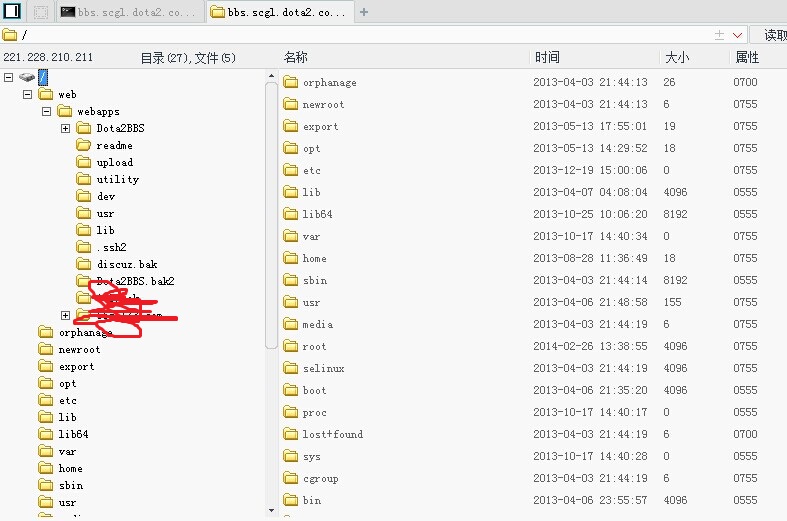 bbs.scgl.dota2.co... bbs.scgl.dota2.co... +
/ 读取
221.228.210.211 目录(27),文件(5) 名称 时间 大小 属性
/
web
webapps
Dota2BBS
readme
upload
utility
dev
usr
lib
.ssh2
discuz.bak
Dota2BBS.bak2
orphanage
newroot
export
opt
etc
lib
lib64
var
home
sbin
usr
orphanage 2013-04-03 21:44:13 26 0700
newroot 2013-04-03 21:44:13 6 0755
export 2013-05-13 17:55:01 19 0755
opt 2013-05-13 14:29:52 18 0755
etc 2013-12-19 15:00:06 0 0755
lib 2013-04-07 04:08:04 4096 0555
lib64 2013-10-25 10:06:20 8192 0555
var 2013-10-17 14:40:34 0 0755
home 2013-08-28 11:36:49 18 0755
sbin 2013-04-03 21:44:14 8192 0555
usr 2013-04-06 21:48:58 155 0755
media 2013-04-03 21:44:19 6 0755
root 2014-02-26 13:38:55 4096 0755
selinux 2013-04-03 21:44:19 4096 0755
boot 2013-04-06 21:35:20 4096 0755
proc 2013-10-17 14:40:17 0 0555
lost+found 2013-04-03 21:44:19 6 0700
sys 2013-10-17 14:40:28 0 0555
cgroup 2013-04-03 21:44:19 6 0755
bin 2013-04-06 23:55:57 4096 0555